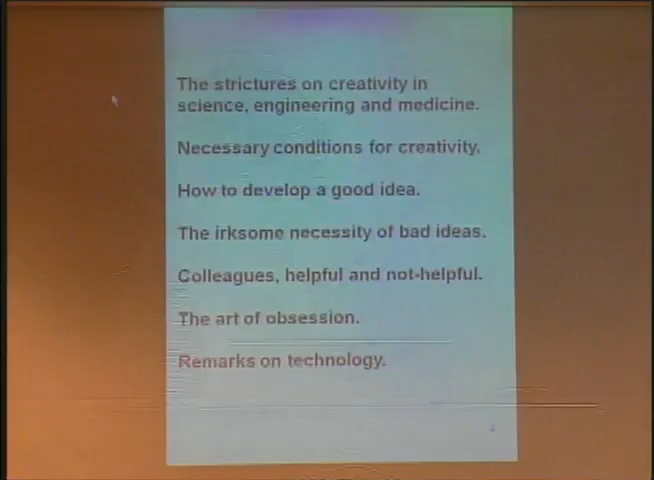 The strictures on creativity in
science, engineering and medicine.
Necessary conditions for creativity.
How to develop a good idea.
The irksome necessity of bad ideas.
Colleagues, helpful and not-helpful.
The art of obsession.
Remarks on technology.
2